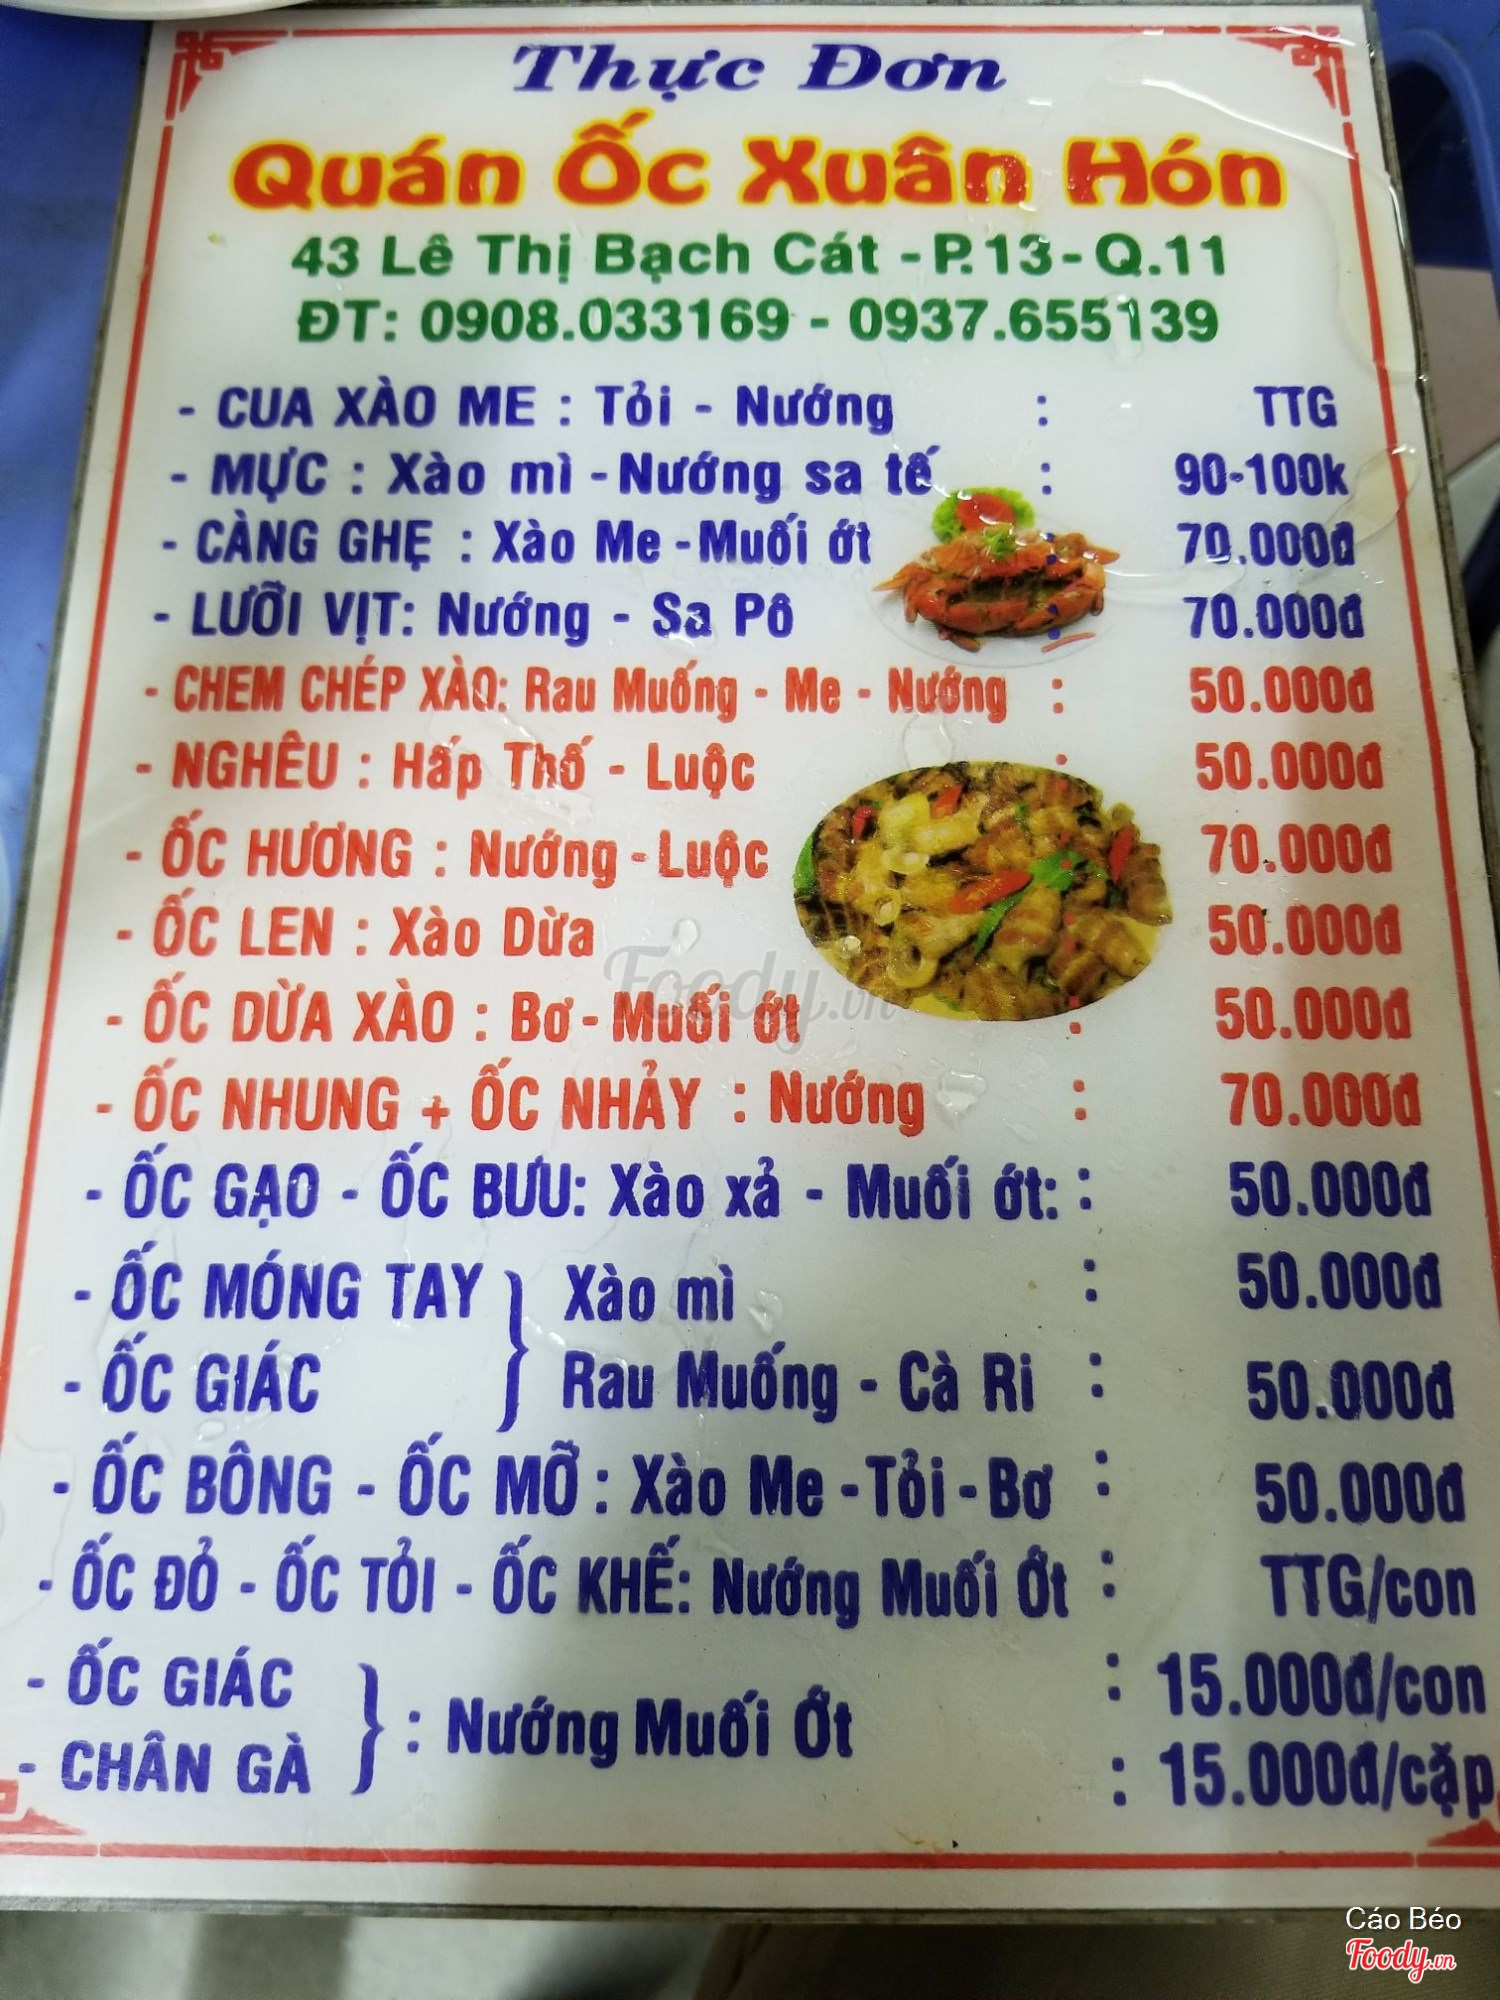 Thực Đơn
Quán Ốc Xuân Hón
43 Lê Thị Bạch Cát - P.13 - Q.11
ĐT: 0908.033169 - 0937.655139
- CUA XÀO ME : Tỏi - Nướng : TTG
- MỰC : Xào mì - Nướng sa tế : 90-100k
- CÀNG GHẸ : Xào Me - Muối ớt : 70.000đ
- LƯỠI VỊT: Nướng - Sa Pô : 70.000đ
- CHEM CHÉP XÀO: Rau Muống - Me - Nướng : 50.000đ
- NGHÊU : Hấp Thố - Luộc : 50.000đ
- ỐC HƯƠNG : Nướng - Luộc : 70.000đ
- ỐC LEN : Xào Dừa : 50.000đ
- ỐC DỪA XÀO : Bơ - Muối ớt : 50.000đ
- ỐC NHUNG + ỐC NHẢY : Nướng : 70.000đ
- ỐC GẠO - ỐC BƯU: Xào xả - Muối ớt: : 50.000đ
- ỐC MÓNG TAY } Xào mì : 50.000đ
- ỐC GIÁC } Rau Muống - Cà Ri : 50.000đ
- ỐC BÔNG - ỐC MỠ : Xào Me - Tỏi - Bơ : 50.000đ
- ỐC ĐỎ - ỐC TỎI - ỐC KHẾ: Nướng Muối Ớt : TTG/con
- ỐC GIÁC } : Nướng Muối Ớt : 15.000đ/con
- CHÂN GÀ } : 15.000đ/cặp
Foody.vn
Cáo Béo
Foody.vn